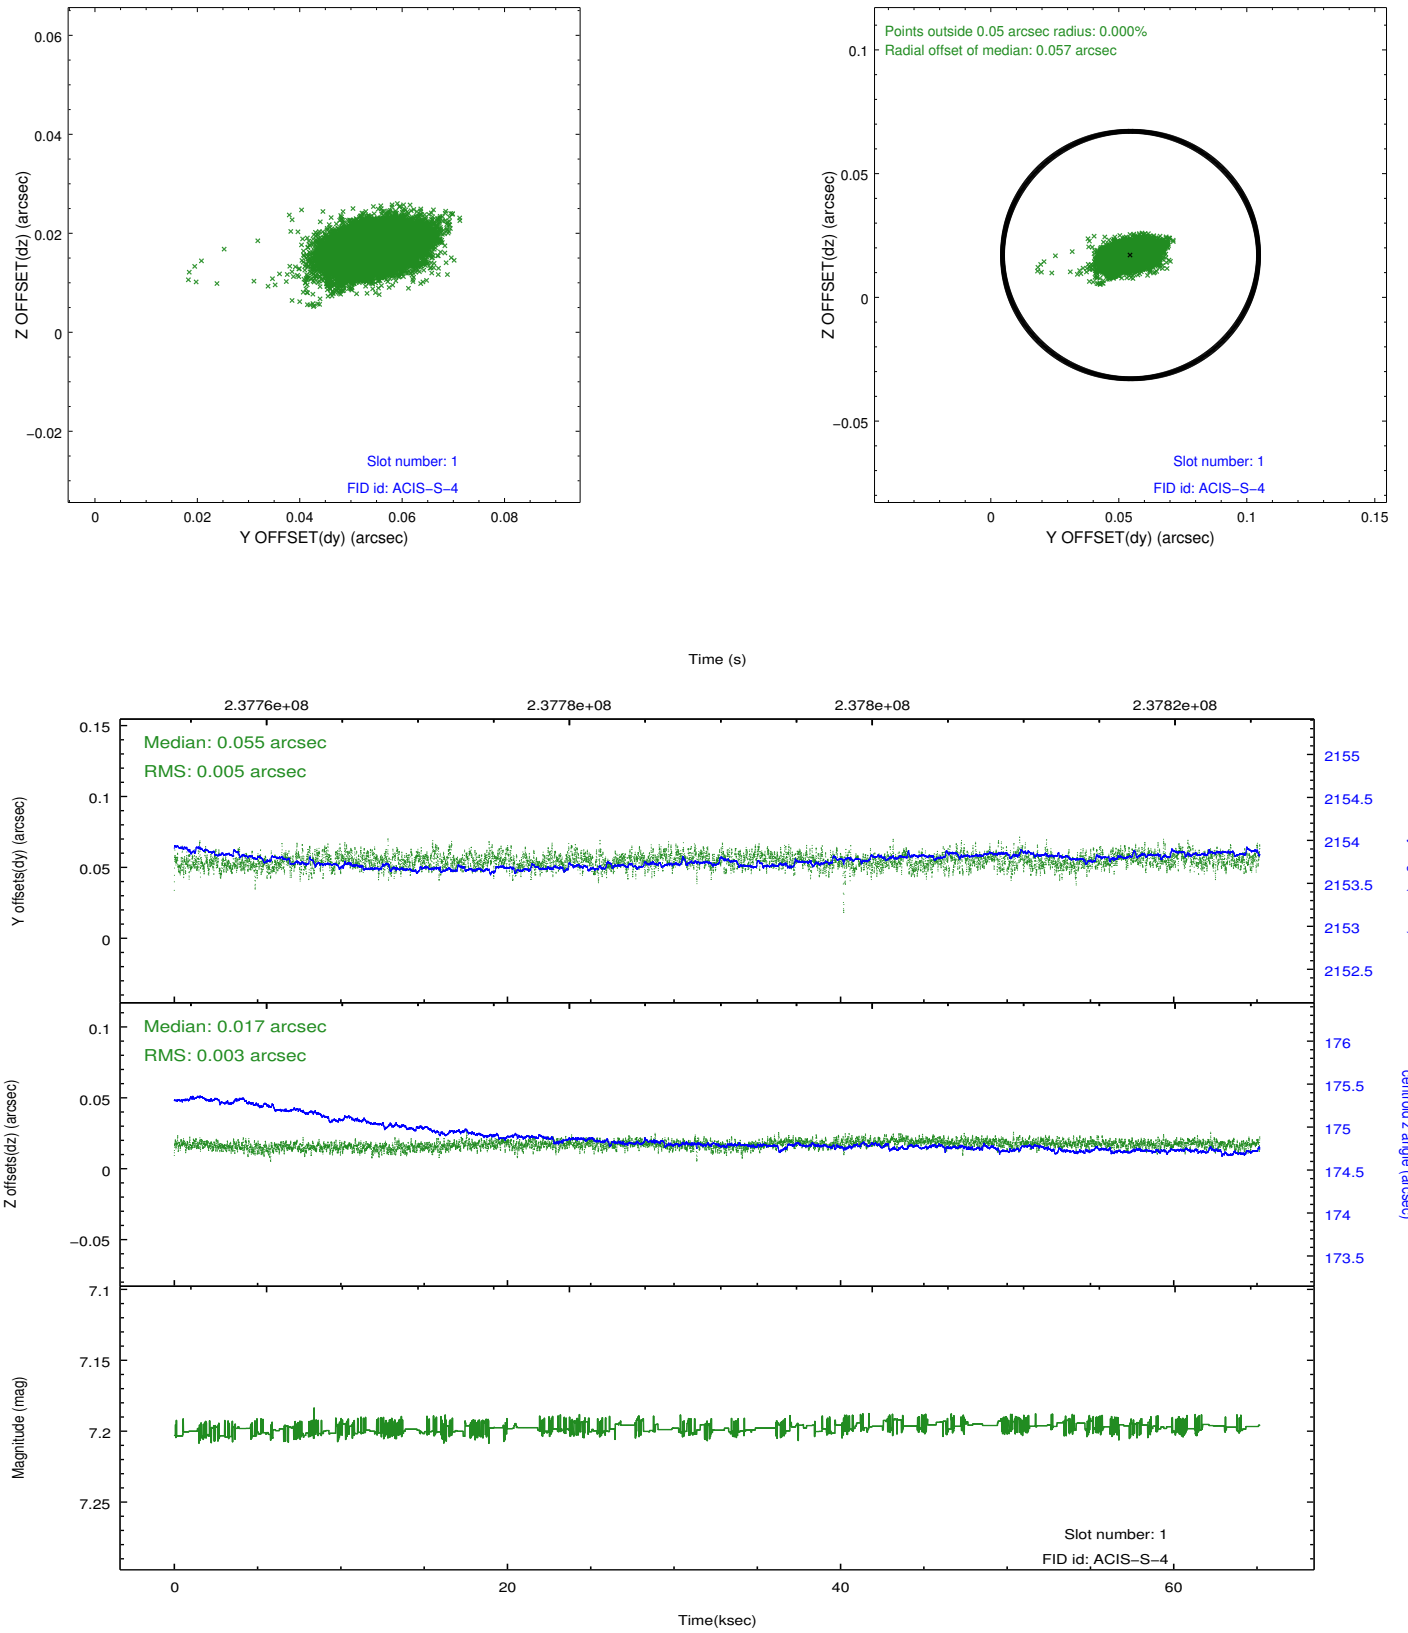 0.06
0.04
0.02
0
−0.02
Z OFFSET(dz) (arcsec)
Slot number: 1
FID id: ACIS−S−4
0 0.02 0.04 0.06 0.08
Y OFFSET(dy) (arcsec)
Points outside 0.05 arcsec radius: 0.000%
Radial offset of median: 0.057 arcsec
0.1
0.05
0
−0.05
Z OFFSET(dz) (arcsec)
Slot number: 1
FID id: ACIS−S−4
0 0.05 0.1 0.15
Y OFFSET(dy) (arcsec)
Time (s)
2.3776e+08 2.3778e+08 2.378e+08 2.3782e+08
Median: 0.055 arcsec
RMS: 0.005 arcsec
0.15
0.1
0.05
0
Y offsets(dy) (arcsec)
2155
2154.5
2154
2153.5
2153
2152.5
Median: 0.017 arcsec
RMS: 0.003 arcsec
0.1
0.05
0
−0.05
Z offsets(dz) (arcsec)
176
175.5
175
174.5
174
173.5
centroid z angle (arcsec)
7.1
7.15
7.2
7.25
Magnitude (mag)
Slot number: 1
FID id: ACIS−S−4
0 20 40 60
Time(ksec)